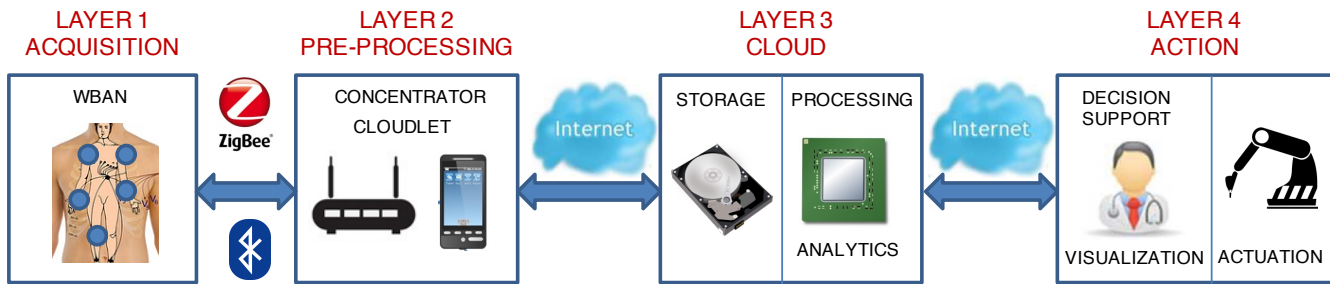 LAYER 1
ACQUISITION
LAYER 2
PRE-PROCESSING
LAYER 3
CLOUD
LAYER 4
ACTION
WBAN
ZigBee®
CONCENTRATOR
CLOUDLET
Internet
STORAGE
PROCESSING
ANALYTICS
Internet
DECISION
SUPPORT
VISUALIZATION
ACTUATION